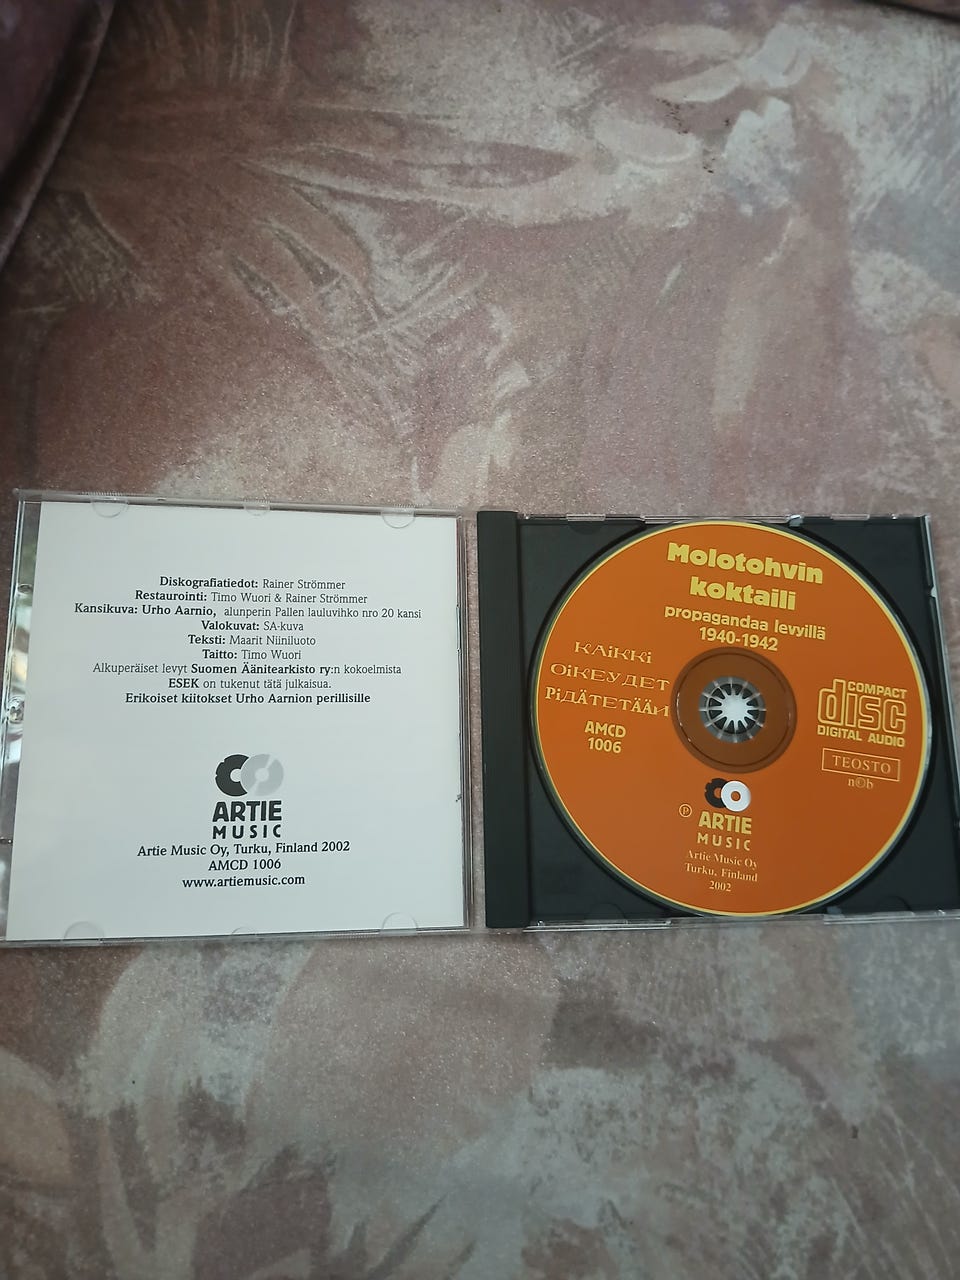 Diskografiatiedot: Rainer Strömmer
Restaurointi: Timo Wuori & Rainer Strömmer
Kansikuva: Urho Aarnio, alunperin Pallen lauluvihko nro 20 kansi
Valokuvat: SA-kuva
Teksti: Maarit Niiniluoto
Taitto: Timo Wuori
Alkuperäiset levyt Suomen Äänitearkisto ry:n kokoelmista
ESEK on tukenut tätä julkaisua.
Erikoiset kiitokset Urho Aarnion perillisille
ARTIE
MUSIC
Artie Music Oy, Turku, Finland 2002
AMCD 1006
www.artiemusic.com
Molotohvin
koktaili
propagandaa levyillä
1940-1942
KAiKKi
OiKEUDET
PiDÄTETÄÄN
AMCD
1006
COMPACT
disc
DIGITAL AUDIO
TEOSTO
n©b
Ⓟ ARTIE
MUSIC
Artie Music Oy
Turku, Finland
2002